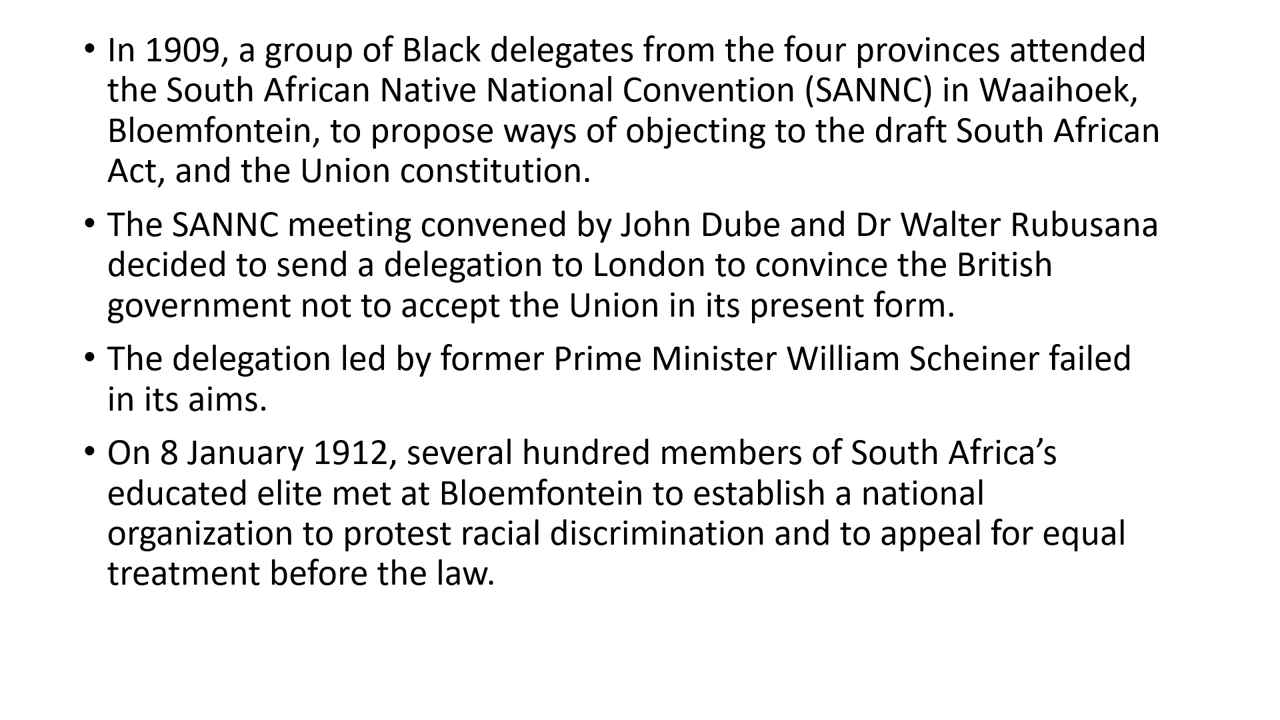 • In 1909, a group of Black delegates from the four provinces attended
the South African Native National Convention (SANNC) in Waaihoek,
Bloemfontein, to propose ways of objecting to the draft South African
Act, and the Union constitution.
• The SANNC meeting convened by John Dube and Dr Walter Rubusana
decided to send a delegation to London to convince the British
government not to accept the Union in its present form.
• The delegation led by former Prime Minister William Scheiner failed
in its aims.
• On 8 January 1912, several hundred members of South Africa’s
educated elite met at Bloemfontein to establish a national
organization to protest racial discrimination and to appeal for equal
treatment before the law.